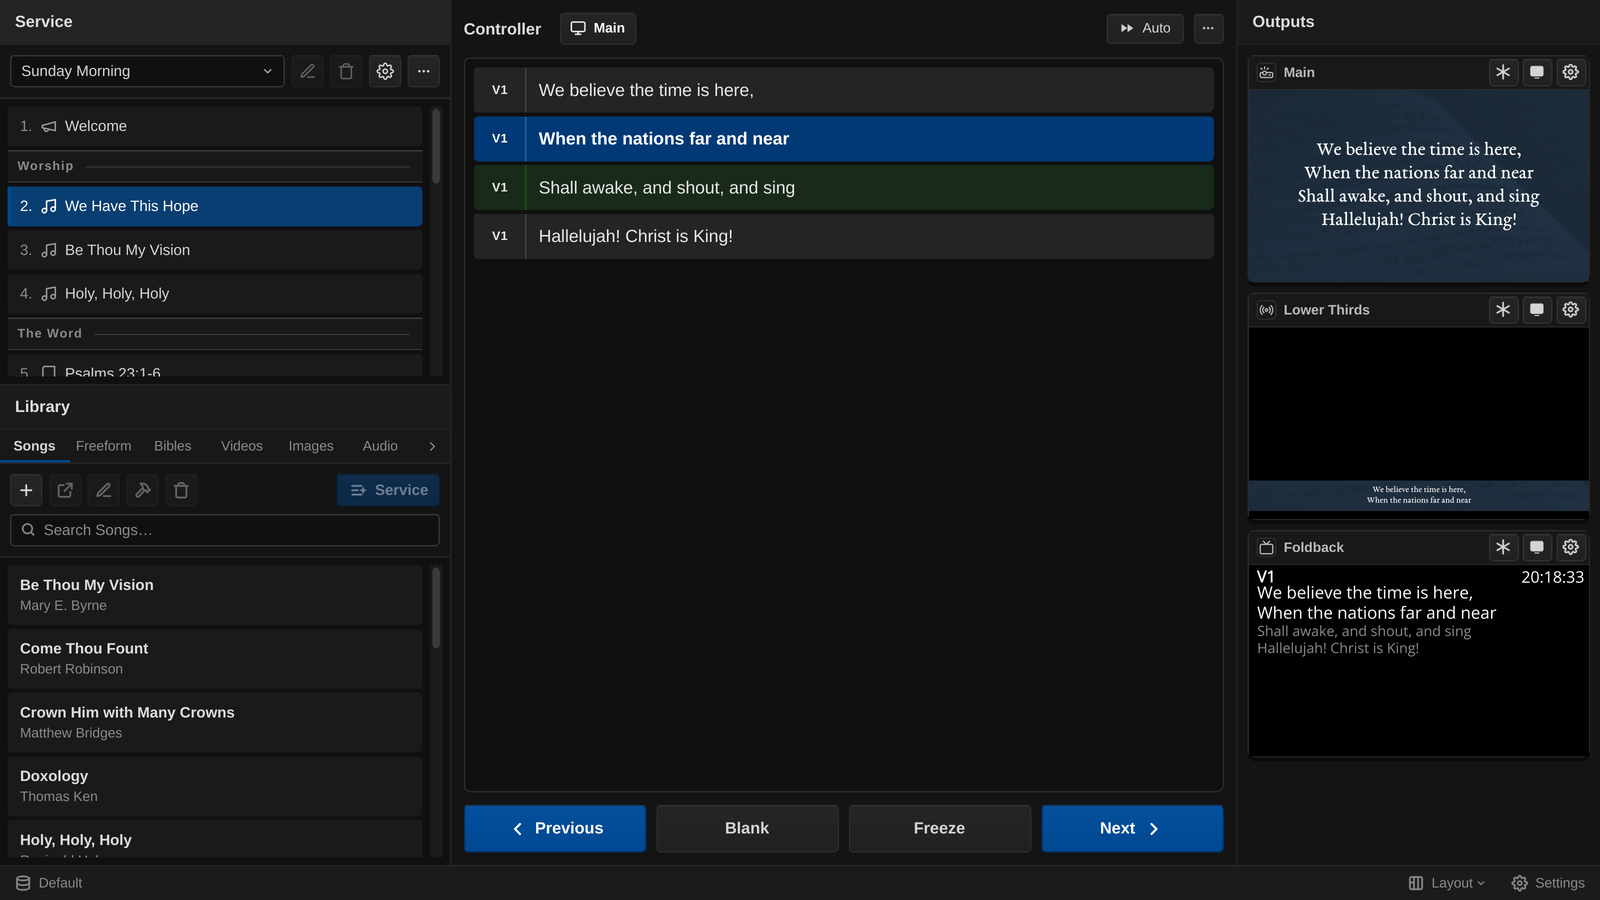 Service
Sunday Morning
1. Welcome
Worship
2. We Have This Hope
3. Be Thou My Vision
4. Holy, Holy, Holy
The Word
5. Psalms 23:1-6
Library
Songs Freeform Bibles Videos Images Audio
Service
Search Songs…
Be Thou My Vision
Mary E. Byrne
Come Thou Fount
Robert Robinson
Crown Him with Many Crowns
Matthew Bridges
Doxology
Thomas Ken
Holy, Holy, Holy
Default
Controller Main Auto
V1 We believe the time is here,
V1 When the nations far and near
V1 Shall awake, and shout, and sing
V1 Hallelujah! Christ is King!
Previous Blank Freeze Next
Outputs
Main
We believe the time is here,
When the nations far and near
Shall awake, and shout, and sing
Hallelujah! Christ is King!
Lower Thirds
We believe the time is here,
When the nations far and near
Foldback
V1 20:18:33
We believe the time is here,
When the nations far and near
Shall awake, and shout, and sing
Hallelujah! Christ is King!
Layout Settings